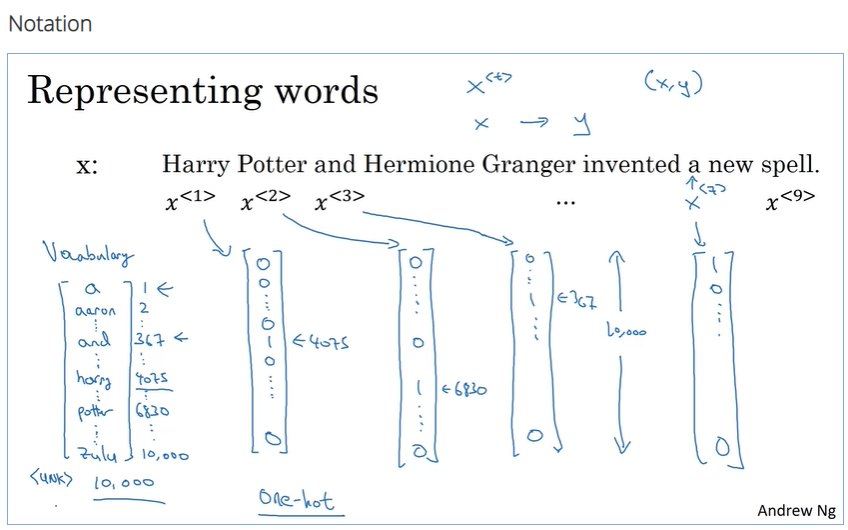 Notation
Representing words
x<t>
(x,y)
x → y
x: Harry Potter and Hermione Granger invented a new spell.
x<1> x<2> x<3> ... x<7> x<9>
Vocabulary
a 1 ←
aaron 2
and 367 ←
harry 4075
potter 6830
zulu 10,000
<UNK> 10,000
0 0 0 1 0 0
←4075
0 0 1 0
←6830
0 1 0
←367
10,000
1 0 0
One-hot
Andrew Ng